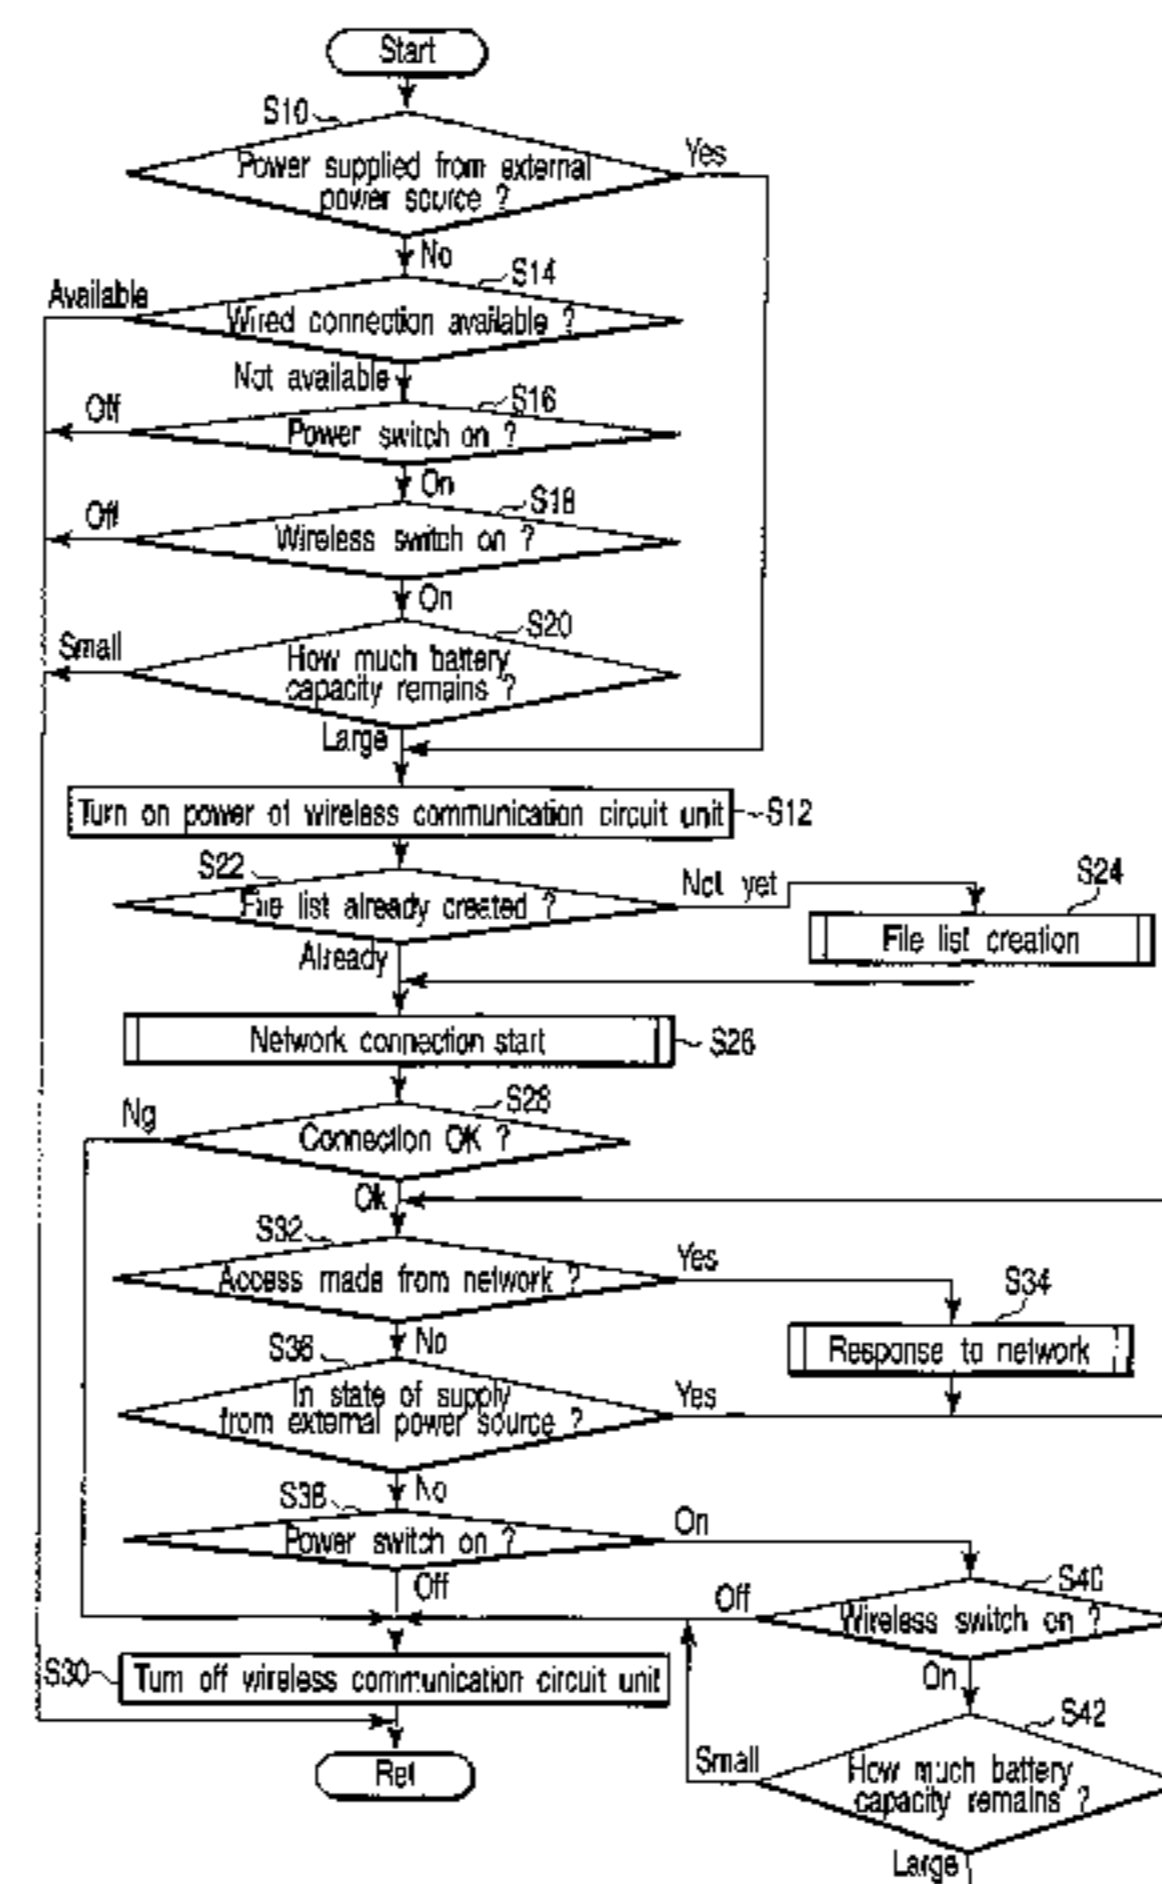 Start
S10
Power supplied from external
power source ?
Yes
No
S14
Available
Wired connection available ?
Not available
S16
Off
Power switch on ?
On
S18
Off
Wireless switch on ?
On
S20
Small
How much battery
capacity remains ?
Large
Turn on power of wireless communication circuit unit
S12
S22
File list already created ?
Not yet
S24
File list creation
Already
Network connection start
S26
S28
Ng
Connection OK ?
Ok
S32
Access made from network ?
Yes
S34
Response to network
No
S36
In state of supply
from external power source ?
Yes
No
S38
Power switch on ?
On
Off
S40
Off
Wireless switch on ?
On
S30
Turn off wireless communication circuit unit
S42
Small
How much battery
capacity remains ?
Ret
Large